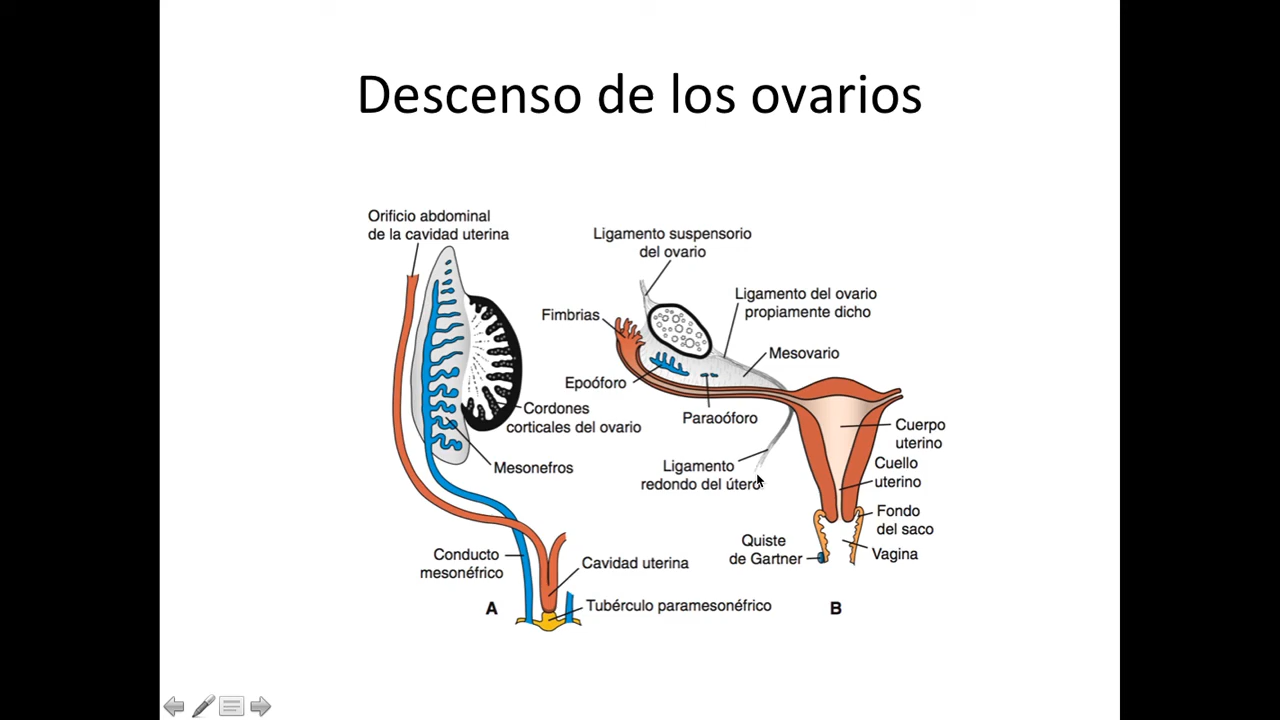 Descenso de los ovarios
Orificio abdominal
de la cavidad uterina
Cordones
corticales del ovario
Mesonefros
Conducto
mesonéfrico
Cavidad uterina
Tubérculo paramesonéfrico
A
Ligamento suspensorio
del ovario
Ligamento del ovario
propiamente dicho
Fimbrias
Mesovario
Epoóforo
Paraoóforo
Cuerpo
uterino
Ligamento
redondo del útero
Cuello
uterino
Fondo
del saco
Quiste
de Gartner
Vagina
B